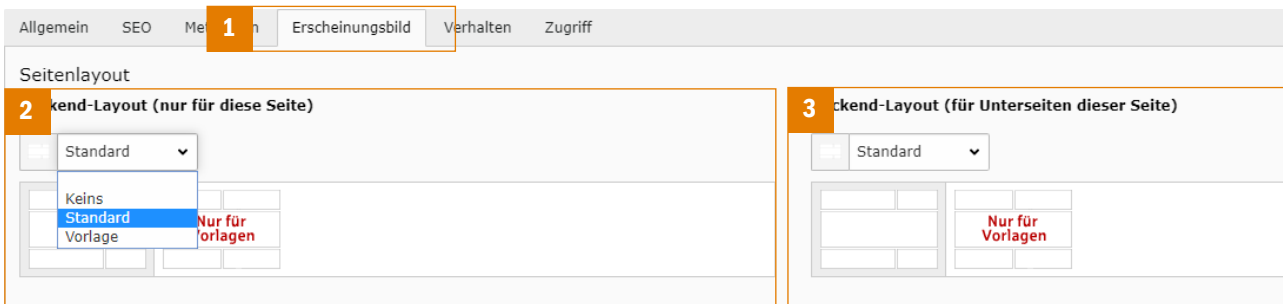 Allgemein SEO Met n Erscheinungsbild Verhalten Zugriff
1
Seitenlayout
2 kend-Layout (nur für diese Seite)
Standard
Keins
Standard
Vorlage
Nur für
Vorlagen
3 ckend-Layout (für Unterseiten dieser Seite)
Standard
Nur für
Vorlagen